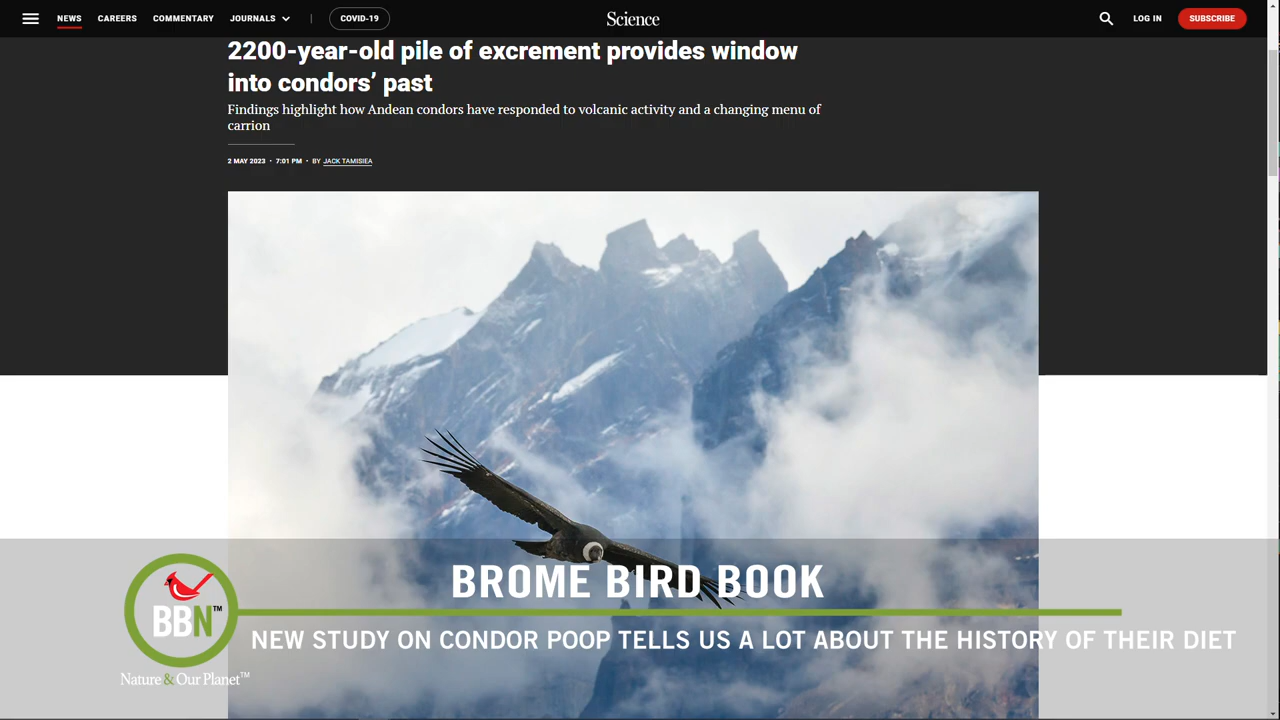 NEWS CAREERS COMMENTARY JOURNALS | COVID-19 Science LOG IN SUBSCRIBE
2200-year-old pile of excrement provides window
into condors’ past
Findings highlight how Andean condors have responded to volcanic activity and a changing menu of
carrion
2 MAY 2023 • 7:01 PM • BY JACK TAMISIEA
BROME BIRD BOOK
BBN™
NEW STUDY ON CONDOR POOP TELLS US A LOT ABOUT THE HISTORY OF THEIR DIET
Nature & Our Planet™